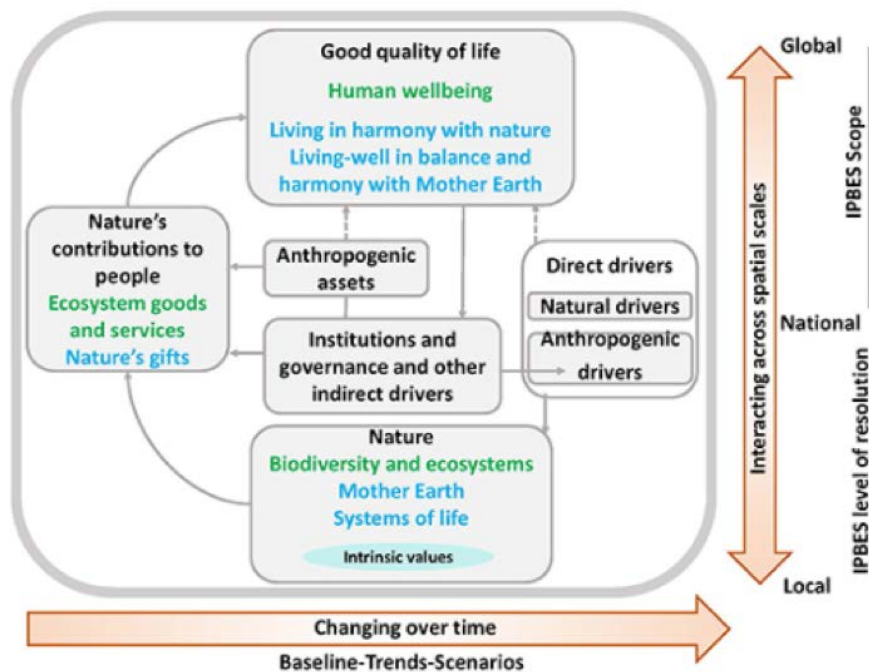 Good quality of life
Human wellbeing
Living in harmony with nature
Living-well in balance and
harmony with Mother Earth
Nature's
contributions to
people
Ecosystem goods
and services
Nature's gifts
Anthropogenic
assets
Direct drivers
Natural drivers
Anthropogenic
drivers
Institutions and
governance and other
indirect drivers
Nature
Biodiversity and ecosystems
Mother Earth
Systems of life
Intrinsic values
Global
National
Local
Interacting across spatial scales
IPBES Scope
IPBES level of resolution
Changing over time
Baseline-Trends-Scenarios